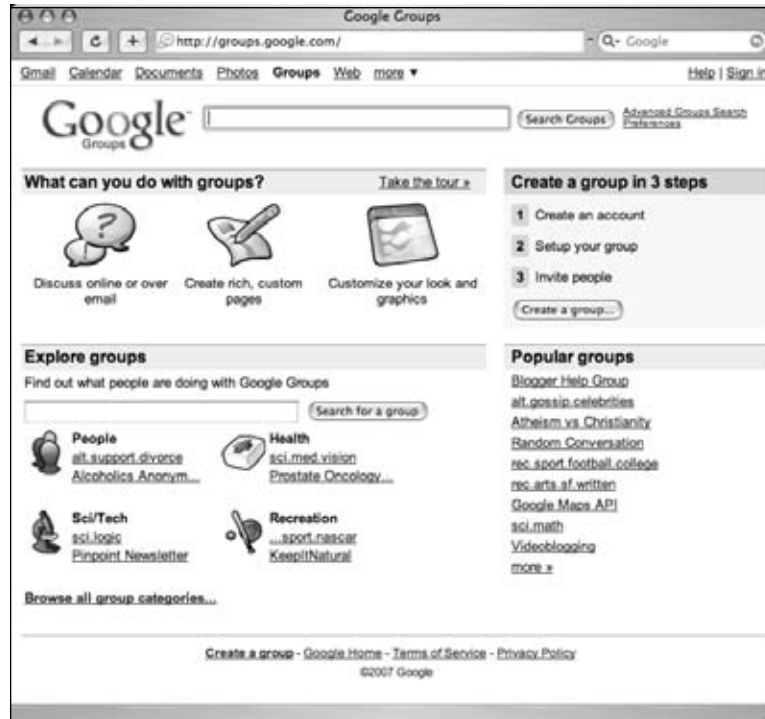 Google Groups
http://groups.google.com/
Google
Gmail Calendar Documents Photos Groups Web more ▼
Help | Sign in
Google
Groups
Search Groups
Advanced Groups Search
Preferences
What can you do with groups?
Take the tour »
Discuss online or over
email
Create rich, custom
pages
Customize your look and
graphics
Create a group in 3 steps
1 Create an account
2 Setup your group
3 Invite people
Create a group...
Explore groups
Find out what people are doing with Google Groups
Search for a group
People
alt.support.divorce
Alcoholics Anonym...
Health
sci.med.vision
Prostate Oncology...
Sci/Tech
sci.logic
Pinpoint Newsletter
Recreation
...sport.nascar
KeepItNatural
Browse all group categories...
Popular groups
Blogger Help Group
alt.gossip.celebrities
Atheism vs Christianity
Random Conversation
rec.sport.football.college
rec.arts.sf.written
Google Maps API
sci.math
Videoblogging
more »
Create a group - Google Home - Terms of Service - Privacy Policy
©2007 Google